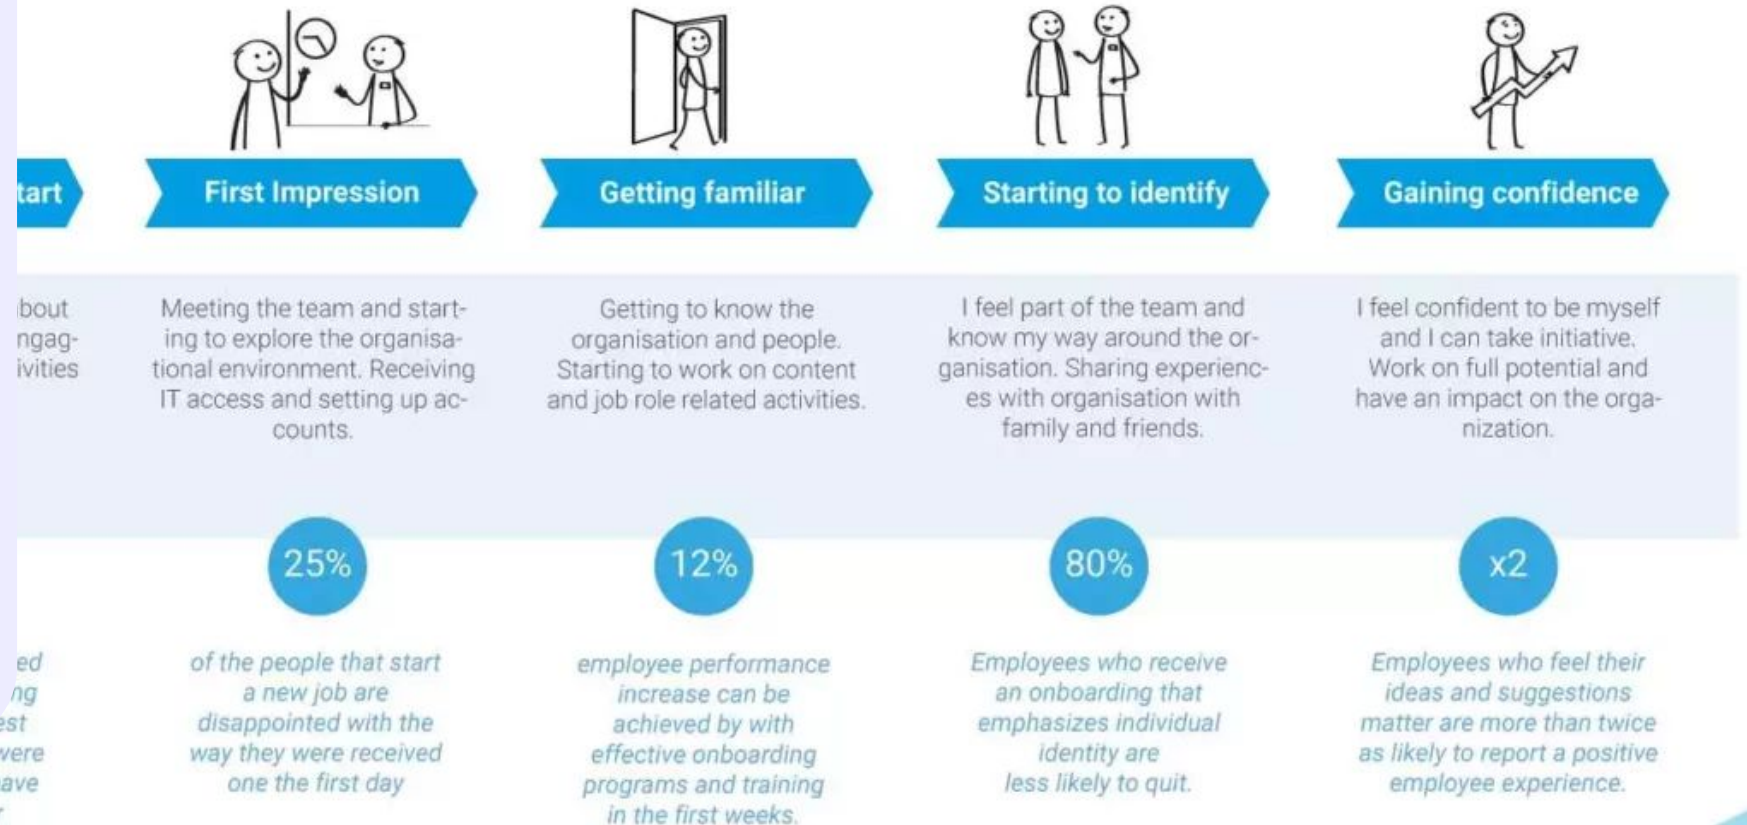 tart
First Impression
Getting familiar
Starting to identify
Gaining confidence
bout
ngag-
ivities
Meeting the team and start-
ing to explore the organisa-
tional environment. Receiving
IT access and setting up ac-
counts.
Getting to know the
organisation and people.
Starting to work on content
and job role related activities.
I feel part of the team and
know my way around the or-
ganisation. Sharing experienc-
es with organisation with
family and friends.
I feel confident to be myself
and I can take initiative.
Work on full potential and
have an impact on the orga-
nization.
25%
12%
80%
x2
ed
ng
est
were
ave
of the people that start
a new job are
disappointed with the
way they were received
one the first day
employee performance
increase can be
achieved by with
effective onboarding
programs and training
in the first weeks.
Employees who receive
an onboarding that
emphasizes individual
identity are
less likely to quit.
Employees who feel their
ideas and suggestions
matter are more than twice
as likely to report a positive
employee experience.